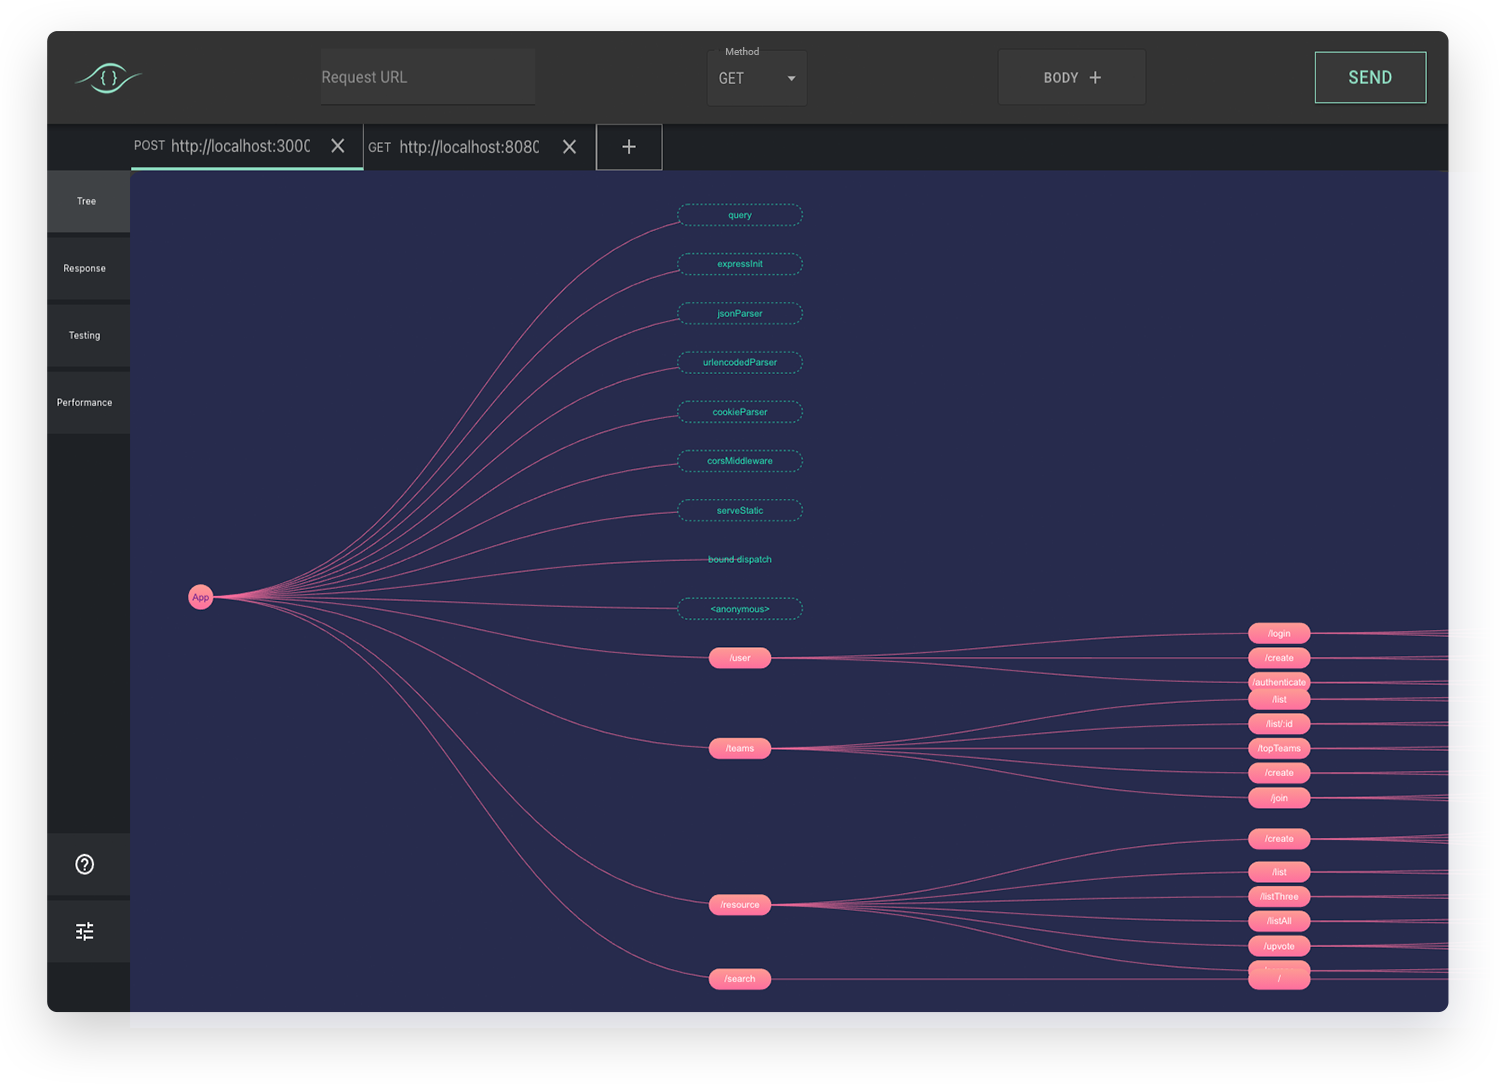 { }
Request URL
Method
GET
BODY +
SEND
POST http://localhost:300
GET http://localhost:808
+
Tree
Response
Testing
Performance
query
expressInit
jsonParser
urlencodedParser
cookieParser
corsMiddleware
serveStatic
bound dispatch
<anonymous>
App
/user
/teams
/resource
/search
/login
/create
/authenticate
/list
/list/:id
/topTeams
/create
/join
/create
/list
/listThree
/listAll
/upvote
/
?